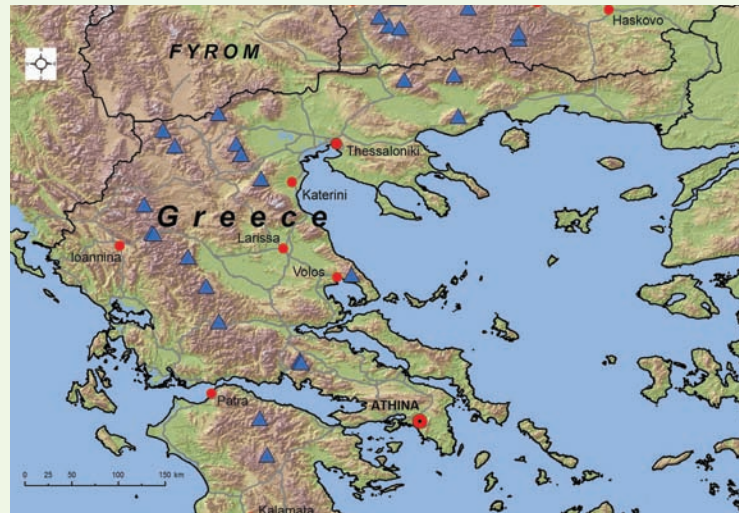 Haskovo
FYROM
Thessaloniki
Katerini
Greece
Larissa
Ioannina
Volos
ATHINA
Patra
0 25 50 100 150 km
Kalamata